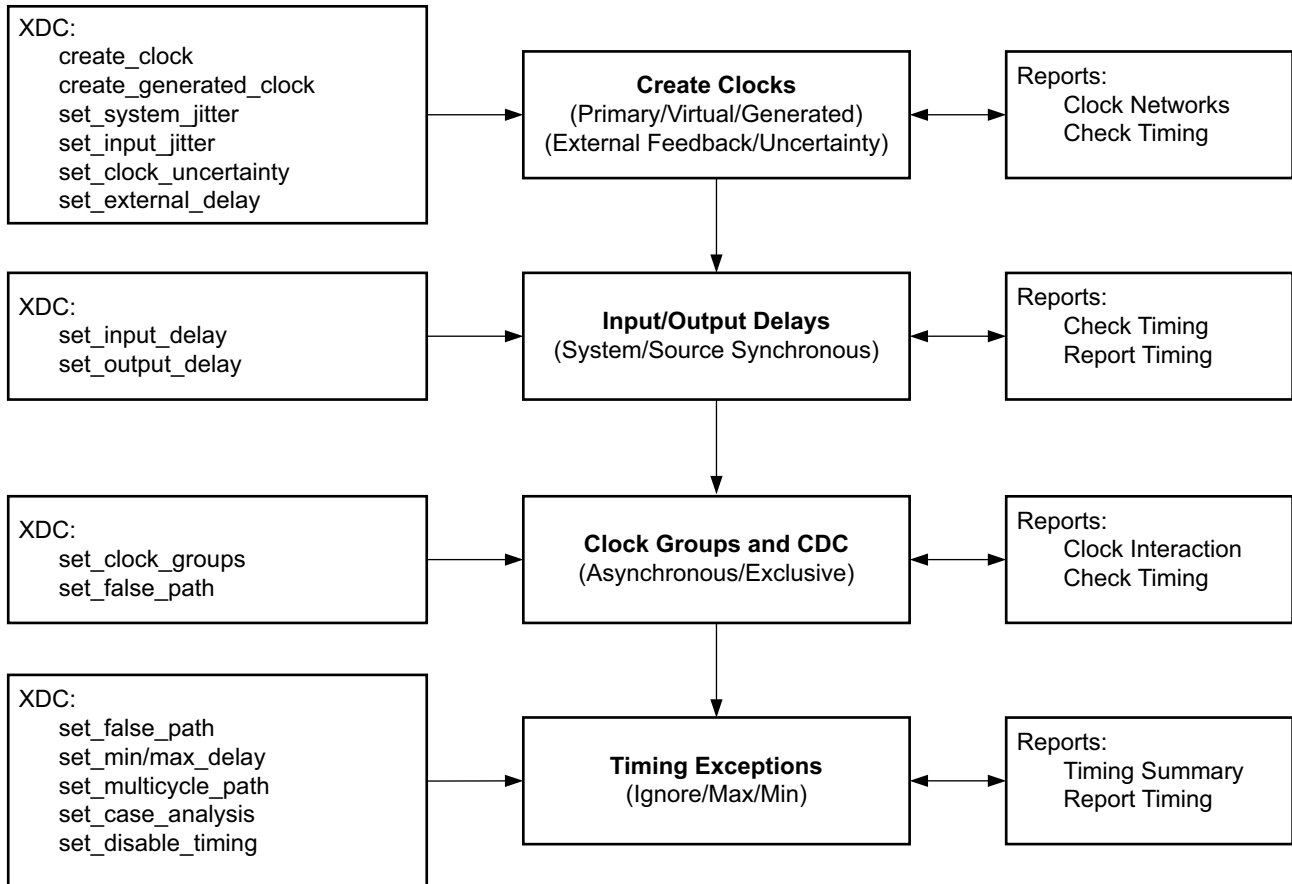 XDC:
create_clock
create_generated_clock
set_system_jitter
set_input_jitter
set_clock_uncertainty
set_external_delay
Create Clocks
(Primary/Virtual/Generated)
(External Feedback/Uncertainty)
Reports:
Clock Networks
Check Timing
XDC:
set_input_delay
set_output_delay
Input/Output Delays
(System/Source Synchronous)
Reports:
Check Timing
Report Timing
XDC:
set_clock_groups
set_false_path
Clock Groups and CDC
(Asynchronous/Exclusive)
Reports:
Clock Interaction
Check Timing
XDC:
set_false_path
set_min/max_delay
set_multicycle_path
set_case_analysis
set_disable_timing
Timing Exceptions
(Ignore/Max/Min)
Reports:
Timing Summary
Report Timing